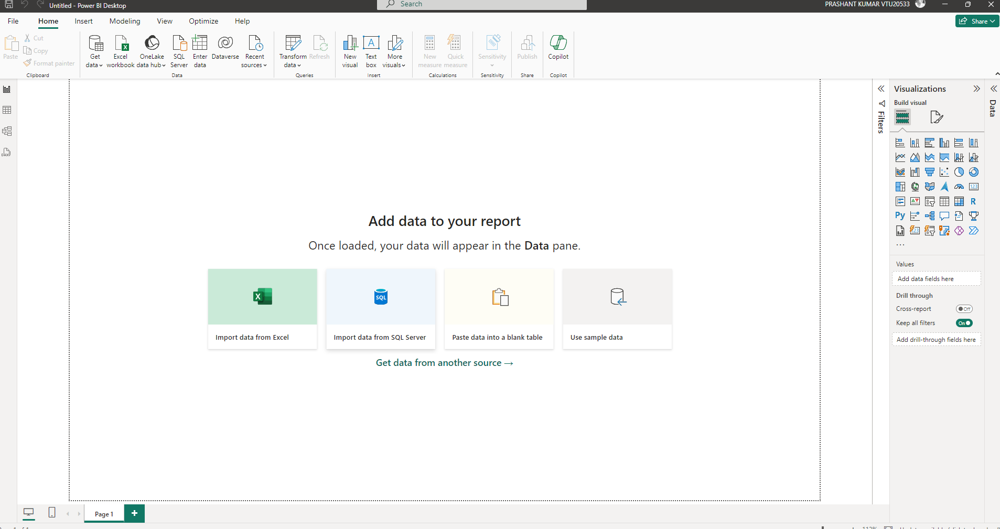 Untitled - Power BI Desktop
Search
PRASHANT KUMAR VTU20533
File Home Insert Modeling View Optimize Help
Share
Paste
Cut
Copy
Format painter
Clipboard
Get data
Excel workbook
OneLake data hub
SQL Server
Enter data
Dataverse
Recent sources
Data
Transform data
Refresh
Queries
New visual
Text box
More visuals
Insert
New measure
Quick measure
Calculations
Sensitivity
Sensitivity
Publish
Share
Copilot
Copilot
DAX
Add data to your report
Once loaded, your data will appear in the Data pane.
X
SQL
Import data from Excel
Import data from SQL Server
Paste data into a blank table
Use sample data
Get data from another source →
Filters
Visualizations
Build visual
123
R
Py
123
...
Values
Add data fields here
Drill through
Cross-report
Off
Keep all filters
On
Add drill-through fields here
Data
Page 1
112%